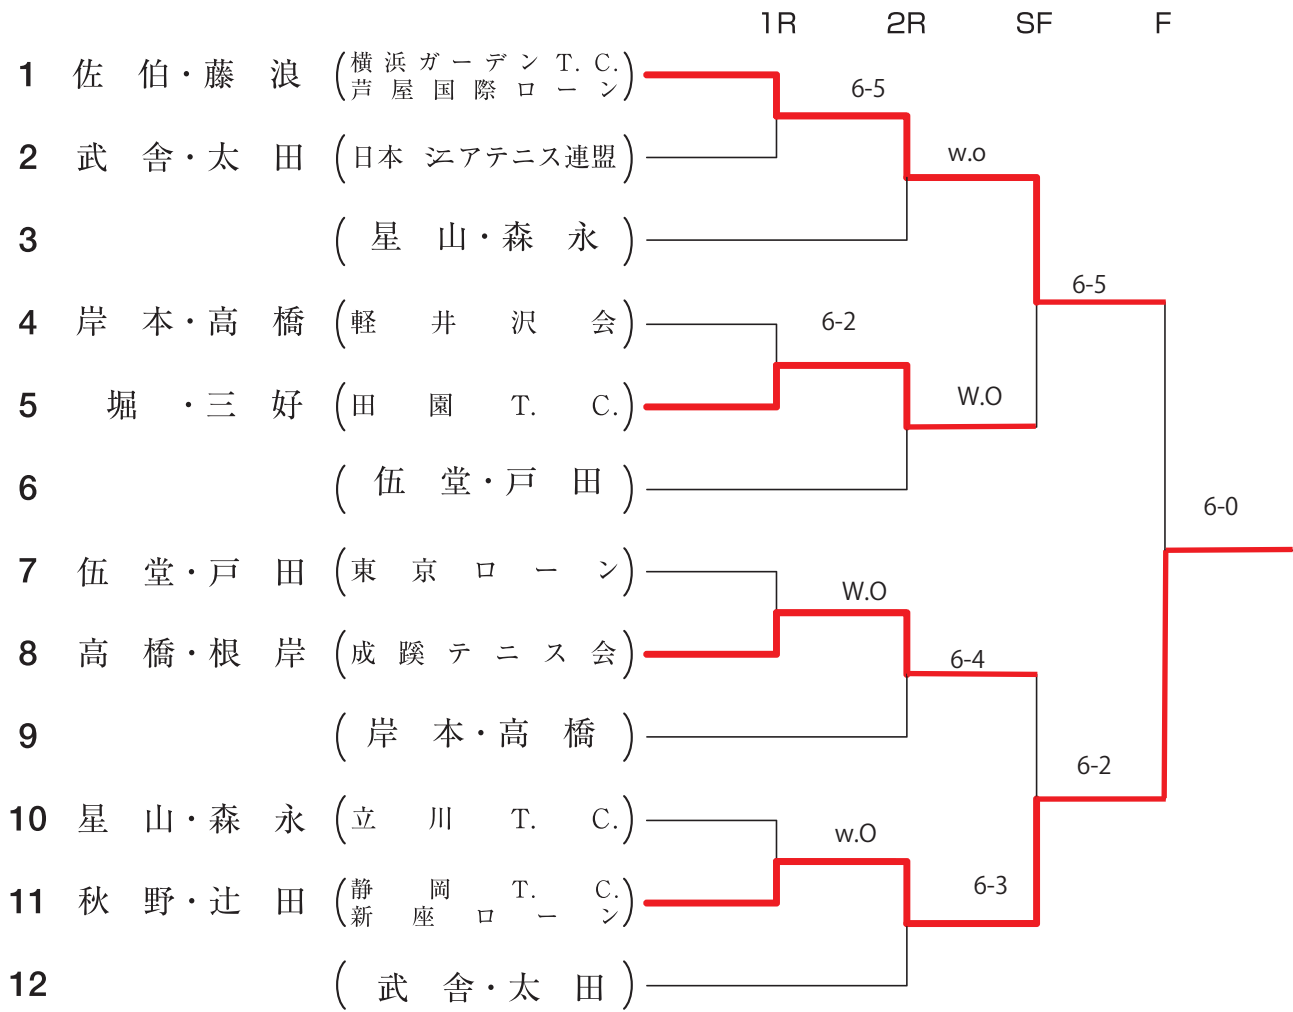 1R 2R SF F
1 佐伯・藤浪 (横浜ガーデンT.C.
芦屋国際ローン)
6-5
2 武舎・太田 (日本シニアテニス連盟)
w.o
3 (星山・森永)
6-5
4 岸本・高橋 (軽井沢会)
6-2
5 堀・三好 (田園T.C.)
W.O
6 (伍堂・戸田)
6-0
7 伍堂・戸田 (東京ローン)
W.O
8 高橋・根岸 (成蹊テニス会)
6-4
9 (岸本・高橋)
6-2
10 星山・森永 (立川T.C.)
w.O
11 秋野・辻田 (静岡T.C.
新座ローン)
6-3
12 (武舎・太田)